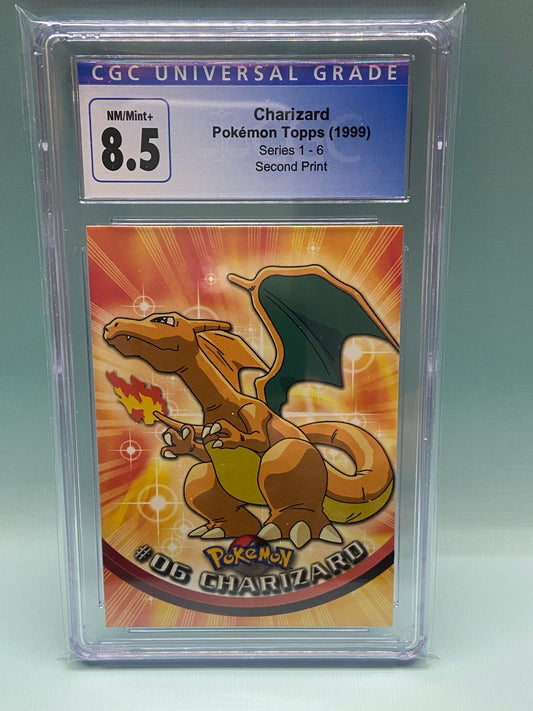 CGC UNIVERSAL GRADE
NM/Mint+
8.5
Charizard
Pokémon Topps (1999)
Series 1 - 6
Second Print
POKéMON
#06 CHARIZARD